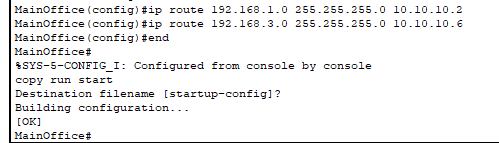 MainOffice(config)#ip route 192.168.1.0 255.255.255.0 10.10.10.2
MainOffice(config)#ip route 192.168.3.0 255.255.255.0 10.10.10.6
MainOffice(config)#end
MainOffice#
%SYS-5-CONFIG_I: Configured from console by console
copy run start
Destination filename [startup-config]?
Building configuration...
[OK]
MainOffice#